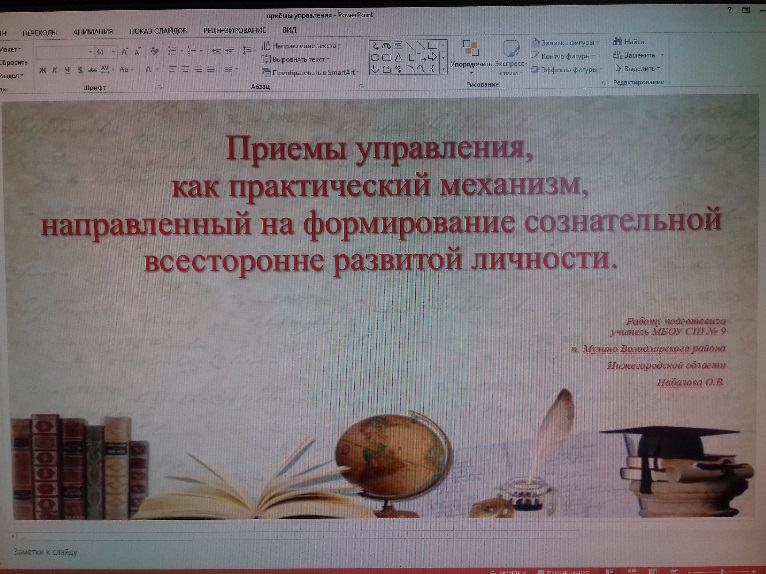 приёмы управления - PowerPoint
ПЕРЕХОДЫ АНИМАЦИЯ ПОКАЗ СЛАЙДОВ РЕЦЕНЗИРОВАНИЕ ВИД
Макет
Сбросить
Раздел
Ж К Ч S
Шрифт
Направление текста
Выровнять текст
Преобразовать в SmartArt
Абзац
Упорядочить Экспресс-
стили
Заливка фигуры
Контур фигуры
Эффекты фигуры
Рисование
Найти
Заменить
Выделить
Редактирование
Приемы управления,
как практический механизм,
направленный на формирование сознательной
всесторонне развитой личности.
Работу подготовила
учитель МБОУ СШ № 9
п. Мулино Володарского района
Нижегородской области
Набатова О.В.
Заметки к слайду